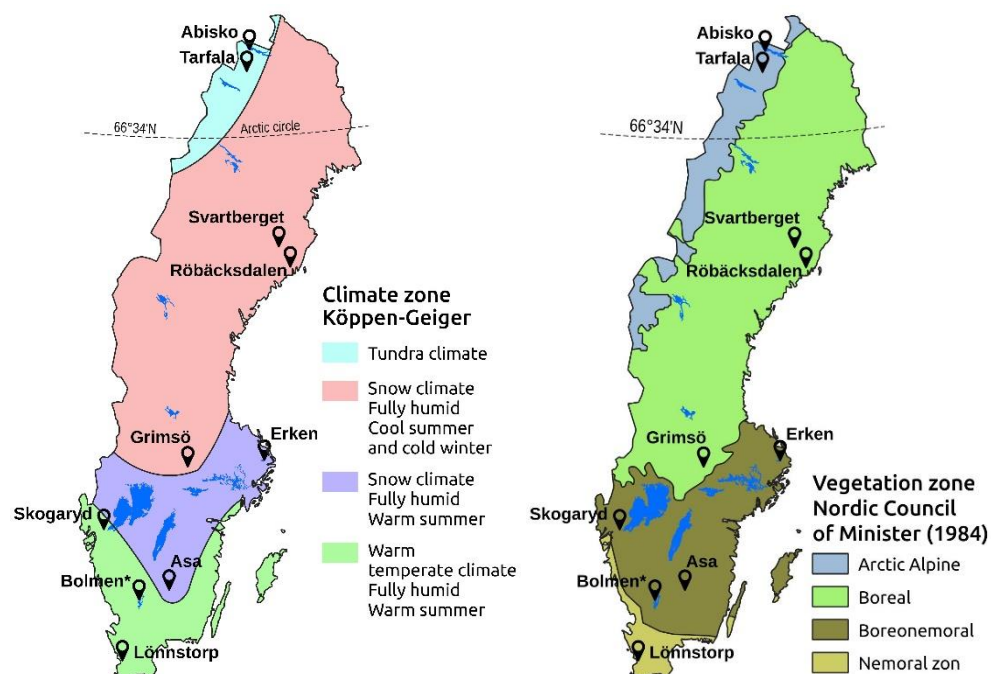 Abisko
Tarfala
66°34'N
Arctic circle
Svartberget
Röbäcksdalen
Grimsö
Erken
Skogaryd
Asa
Bolmen*
Lönnstorp
Climate zone
Köppen-Geiger
Tundra climate
Snow climate
Fully humid
Cool summer
and cold winter
Snow climate
Fully humid
Warm summer
Warm
temperate climate
Fully humid
Warm summer
Abisko
Tarfala
66°34'N
Svartberget
Röbäcksdalen
Grimsö
Erken
Skogaryd
Asa
Bolmen*
Lönnstorp
Vegetation zone
Nordic Council
of Minister (1984)
Arctic Alpine
Boreal
Boreonemoral
Nemoral zon